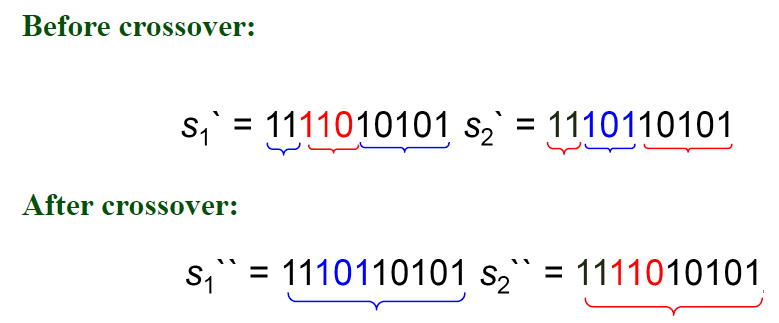 Before crossover:
s₁` = 1111010101 s₂` = 1110110101
After crossover:
s₁`` = 1110110101 s₂`` = 1111010101